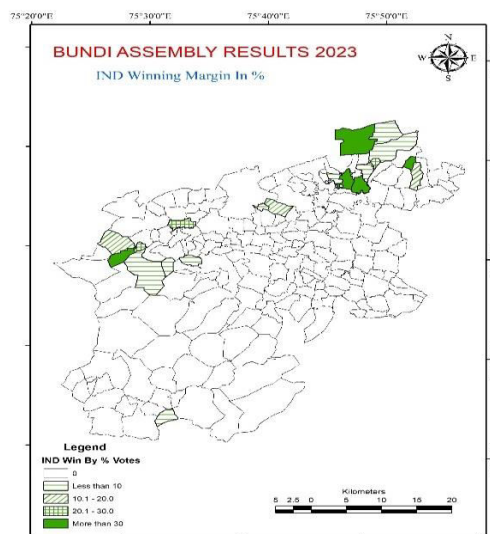 75°20'0"E 75°30'0"E 75°40'0"E 75°50'0"E
BUNDI ASSEMBLY RESULTS 2023
IND Winning Margin In %
N
W E
S
Legend
IND Win By % Votes
0
Less than 10
10.1 - 20.0
20.1 - 30.0
More than 30
Kilometers
5 2.5 0 5 10 15 20